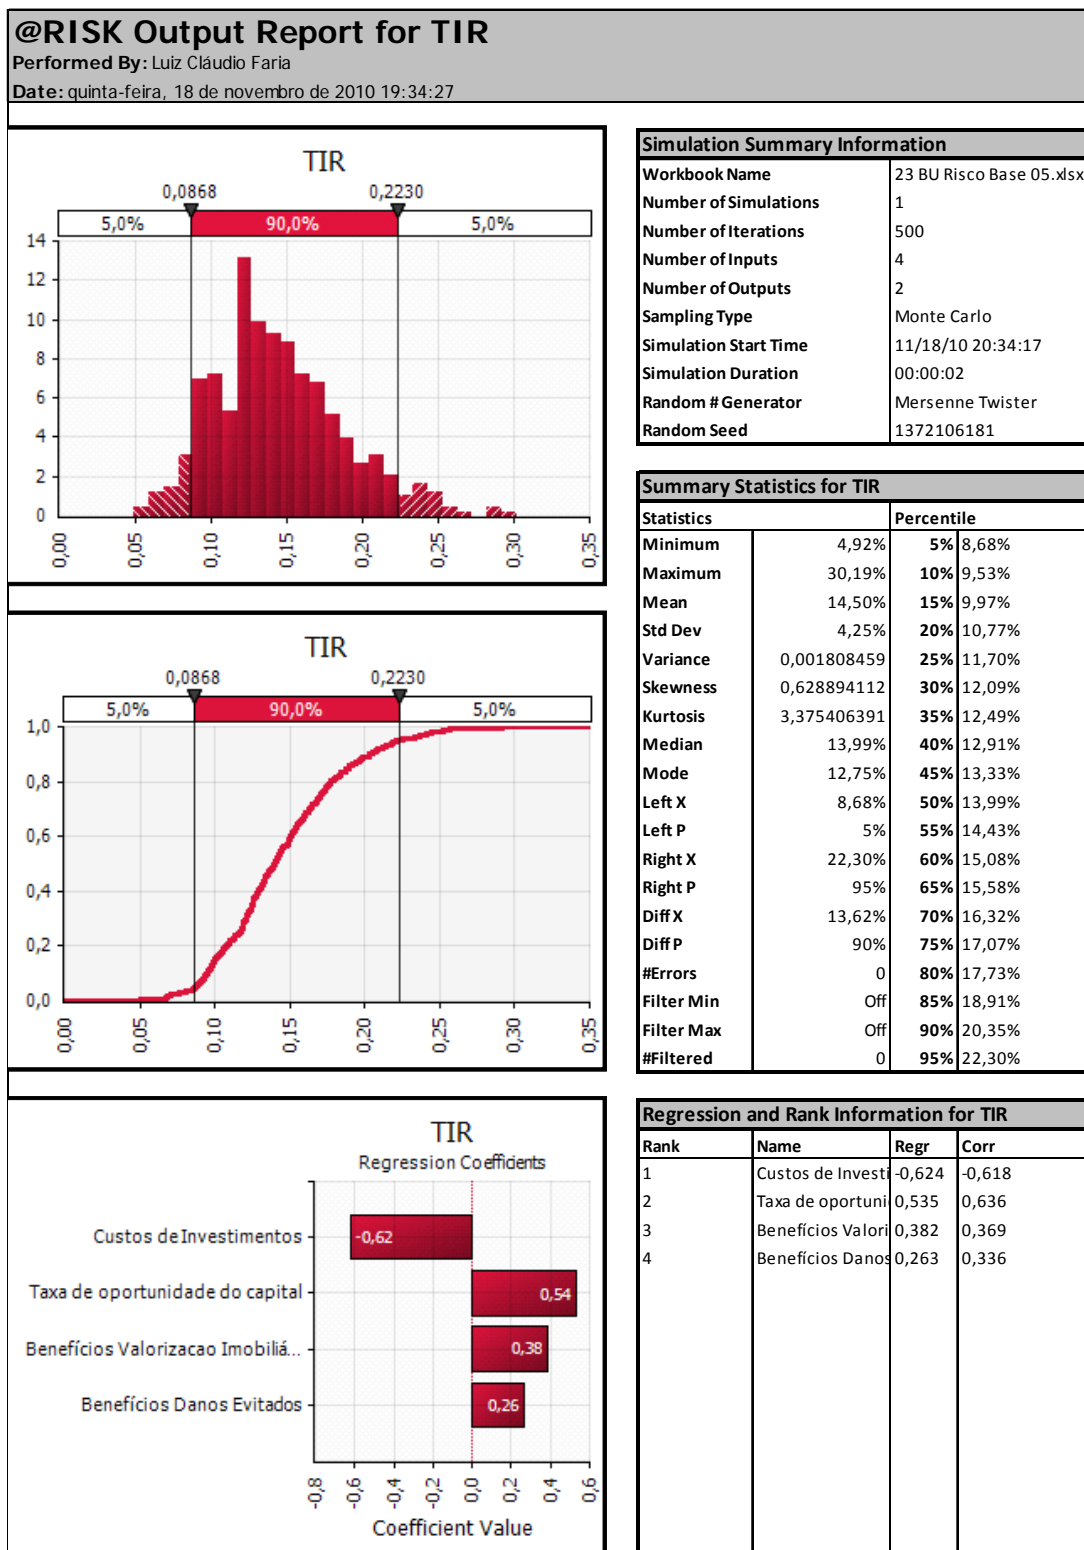 @RISK Output Report for TIR
Performed By: Luiz Cláudio Faria
Date: quinta-feira, 18 de novembro de 2010 19:34:27
TIR
0,0868 0,2230
5,0% 90,0% 5,0%
14
12
10
8
6
4
2
0
0,00 0,05 0,10 0,15 0,20 0,25 0,30 0,35
TIR
0,0868 0,2230
5,0% 90,0% 5,0%
1,0
0,8
0,6
0,4
0,2
0,0
0,00 0,05 0,10 0,15 0,20 0,25 0,30 0,35
TIR
Regression Coefficients
Custos de Investimentos -0,62
Taxa de oportunidade do capital 0,54
Benefícios Valorizacao Imobiliá... 0,38
Benefícios Danos Evitados 0,26
-0,8 -0,6 -0,4 -0,2 0,0 0,2 0,4 0,6
Coefficient Value
Simulation Summary Information
Workbook Name 23 BU Risco Base 05.xlsx
Number of Simulations 1
Number of Iterations 500
Number of Inputs 4
Number of Outputs 2
Sampling Type Monte Carlo
Simulation Start Time 11/18/10 20:34:17
Simulation Duration 00:00:02
Random # Generator Mersenne Twister
Random Seed 1372106181
Summary Statistics for TIR
Statistics Percentile
Minimum 4,92% 5% 8,68%
Maximum 30,19% 10% 9,53%
Mean 14,50% 15% 9,97%
Std Dev 4,25% 20% 10,77%
Variance 0,001808459 25% 11,70%
Skewness 0,628894112 30% 12,09%
Kurtosis 3,375406391 35% 12,49%
Median 13,99% 40% 12,91%
Mode 12,75% 45% 13,33%
Left X 8,68% 50% 13,99%
Left P 5% 55% 14,43%
Right X 22,30% 60% 15,08%
Right P 95% 65% 15,58%
Diff X 13,62% 70% 16,32%
Diff P 90% 75% 17,07%
#Errors 0 80% 17,73%
Filter Min Off 85% 18,91%
Filter Max Off 90% 20,35%
#Filtered 0 95% 22,30%
Regression and Rank Information for TIR
Rank Name Regr Corr
1 Custos de Investi -0,624 -0,618
2 Taxa de oportuni 0,535 0,636
3 Benefícios Valori 0,382 0,369
4 Benefícios Danos 0,263 0,336